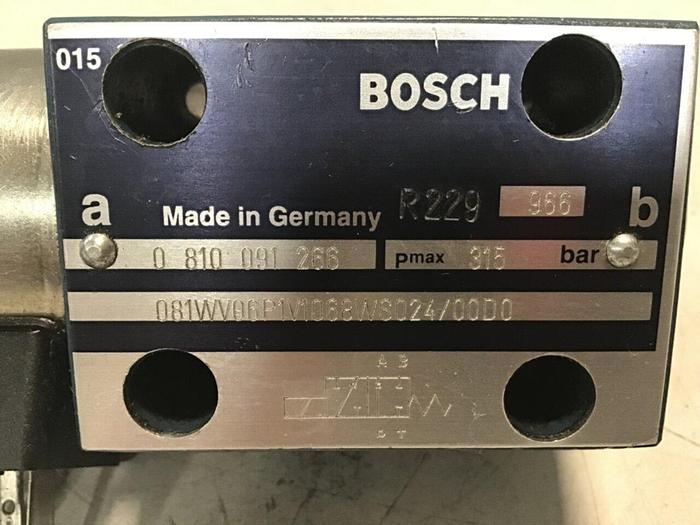 015
BOSCH
R229 966
a Made in Germany b
0 810 091 266 pmax 315 bar
081WV06P1V1068WS024/00D0
A B
P T